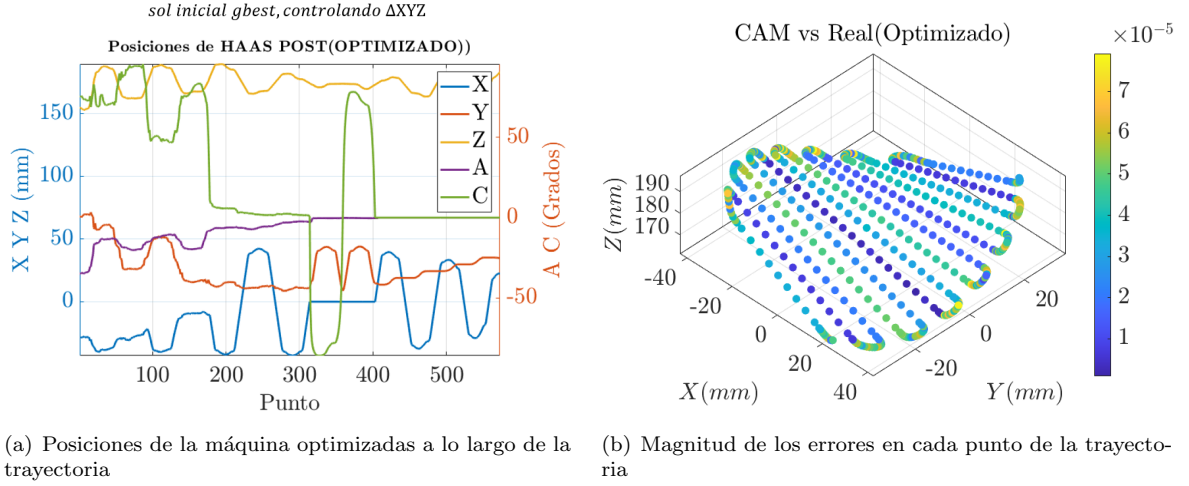 sol inicial gbest, controlando ΔXYZ
Posiciones de HAAS POST(OPTIMIZADO))
X Y Z (mm)
150
100
50
0
100
200
300
400
500
Punto
50
0
-50
A C (Grados)
X
Y
Z
A
C
(a) Posiciones de la máquina optimizadas a lo largo de la
trayectoria
CAM vs Real(Optimizado)
×10⁻⁵
Z(mm)
190
180
170
-40
-20
0
20
40
X(mm)
-20
0
20
Y(mm)
7
6
5
4
3
2
1
(b) Magnitud de los errores en cada punto de la trayecto-
ria